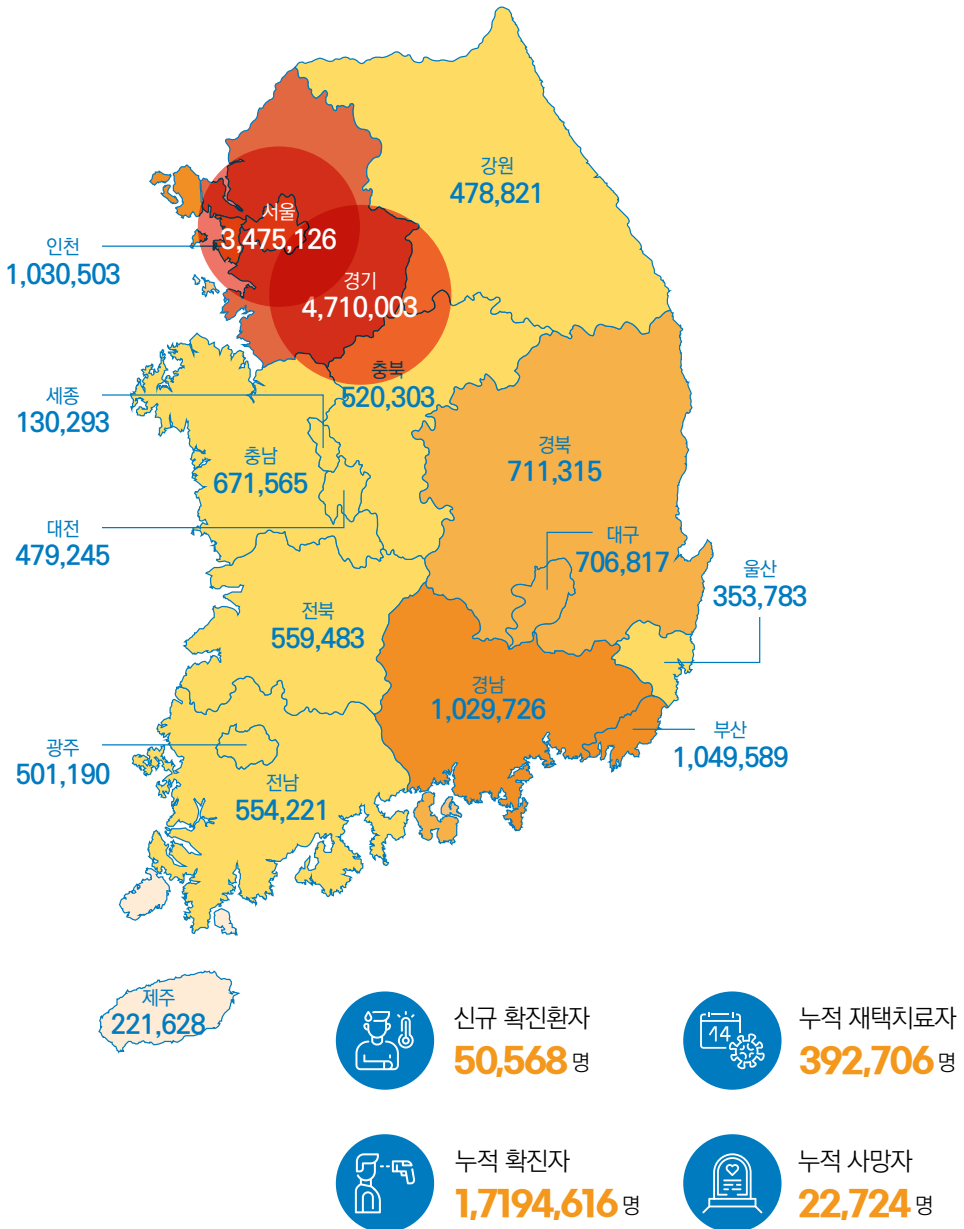 강원
478,821
서울
3,475,126
인천
1,030,503
경기
4,710,003
충북
520,303
세종
130,293
충남
671,565
경북
711,315
대전
479,245
대구
706,817
울산
353,783
전북
559,483
경남
1,029,726
부산
1,049,589
광주
501,190
전남
554,221
제주
221,628
신규 확진환자
50,568 명
14
누적 재택치료자
392,706 명
누적 확진자
1,7194,616 명
누적 사망자
22,724 명